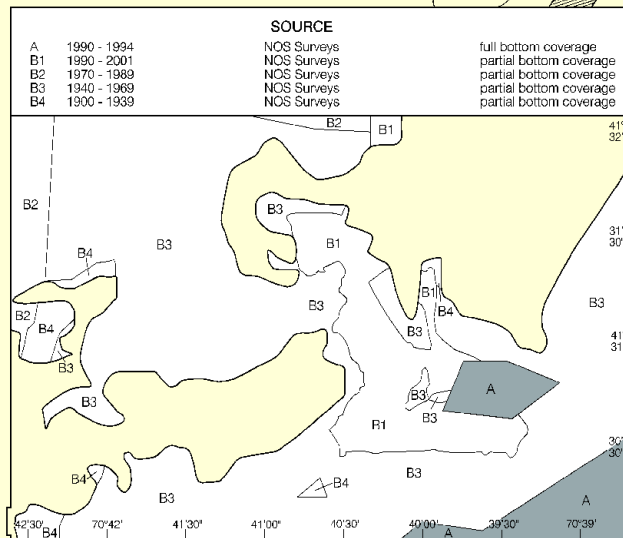 SOURCE
A 1990 - 1994 NOS Surveys full bottom coverage
B1 1990 - 2001 NOS Surveys partial bottom coverage
B2 1970 - 1989 NOS Surveys partial bottom coverage
B3 1940 - 1969 NOS Surveys partial bottom coverage
B4 1900 - 1939 NOS Surveys partial bottom coverage
B2 B1 41°
32'
B2 B3 B3 31'
B4 B3 B1 30"
B1
B2 B4 B3 B4 B3
B3 B3 41°
31'
B3 A
B3 B3
B1
30'
30"
B4 B3
B3 B4 A
42'30" 70°42' 41'30" 41'00" 40'30" 40'00" 39'30" 70°39'
B4 A